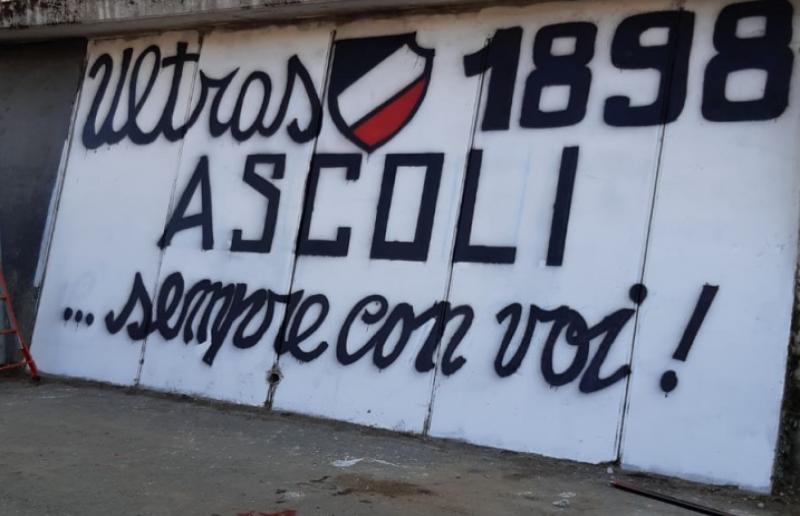 Ultras 1898
ASCOLI
... sempre con voi!